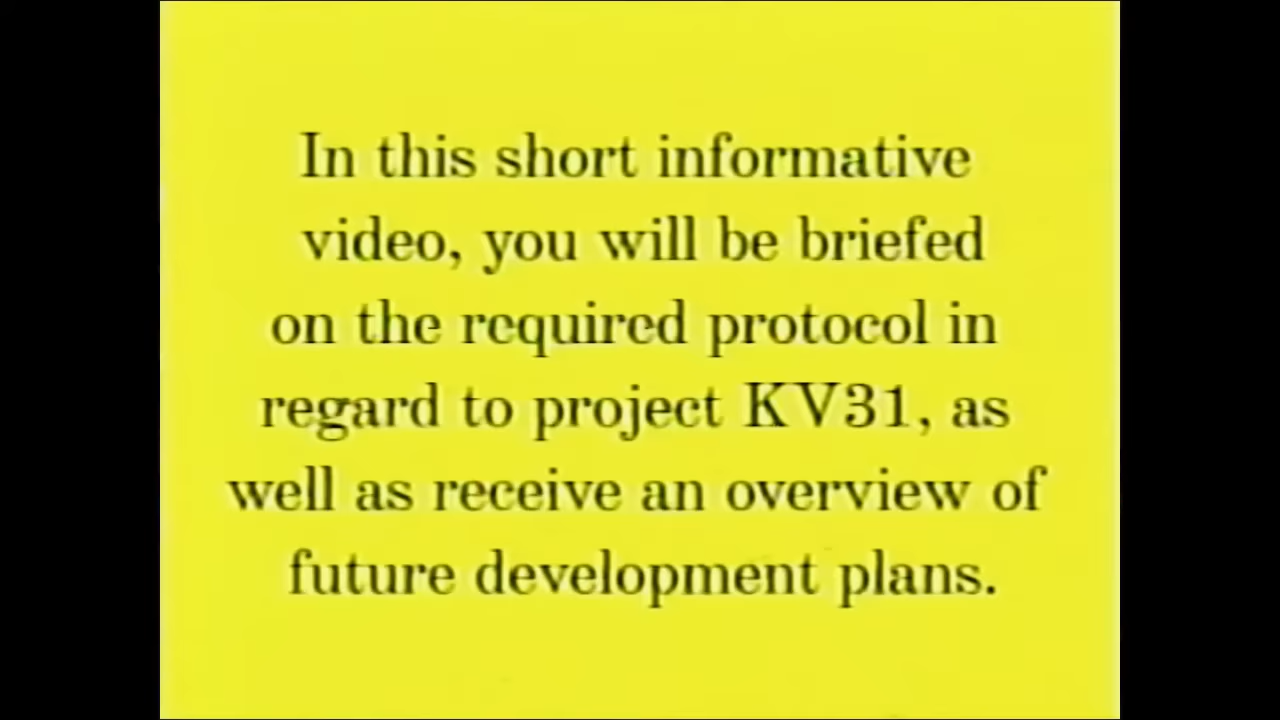 In this short informative
video, you will be briefed
on the required protocol in
regard to project KV31, as
well as receive an overview of
future development plans.